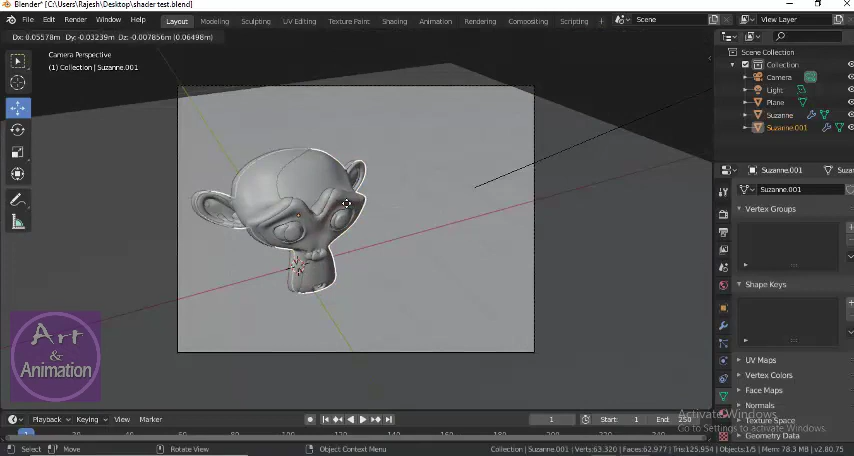 Blender* [C:\Users\Rajesh\Desktop\shader test.blend]
File Edit Render Window Help Layout Modeling Sculpting UV Editing Texture Paint Shading Animation Rendering Compositing Scripting + Scene View Layer
Dx: 0.05578m Dy: -0.03239m Dz: -0.007856m (0.06498m)
Camera Perspective
(1) Collection | Suzanne.001
Scene Collection
Collection
Camera
Light
Plane
Suzanne
Suzanne.001
Suzanne.001 Suza
Suzanne.001
Vertex Groups
Shape Keys
UV Maps
Vertex Colors
Face Maps
Normals
Texture Space
Geometry Data
Art
&
Animation
Activate Windows
Go to Settings to activate Windows.
Playback Keying View Marker 1 Start: 1 End: 250
1
Select Move Rotate View Object Context Menu Collection | Suzanne.001 | Verts:63,320 | Faces:62,977 | Tris:125,954 | Objects:1/5 | Mem: 78.3 MB | v2.80.75